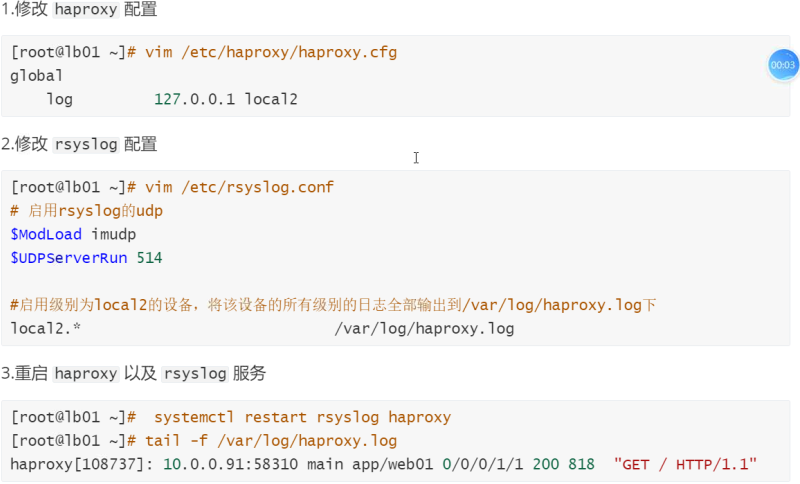 1.修改 haproxy 配置
[root@lb01 ~]# vim /etc/haproxy/haproxy.cfg
global
    log         127.0.0.1 local2
00:03
2.修改 rsyslog 配置
[root@lb01 ~]# vim /etc/rsyslog.conf
# 启用rsyslog的udp
$ModLoad imudp
$UDPServerRun 514
#启用级别为local2的设备，将该设备的所有级别的日志全部输出到/var/log/haproxy.log下
local2.*                            /var/log/haproxy.log
3.重启 haproxy 以及 rsyslog 服务
[root@lb01 ~]#  systemctl restart rsyslog haproxy
[root@lb01 ~]# tail -f /var/log/haproxy.log
haproxy[108737]: 10.0.0.91:58310 main app/web01 0/0/0/1/1 200 818  "GET / HTTP/1.1"